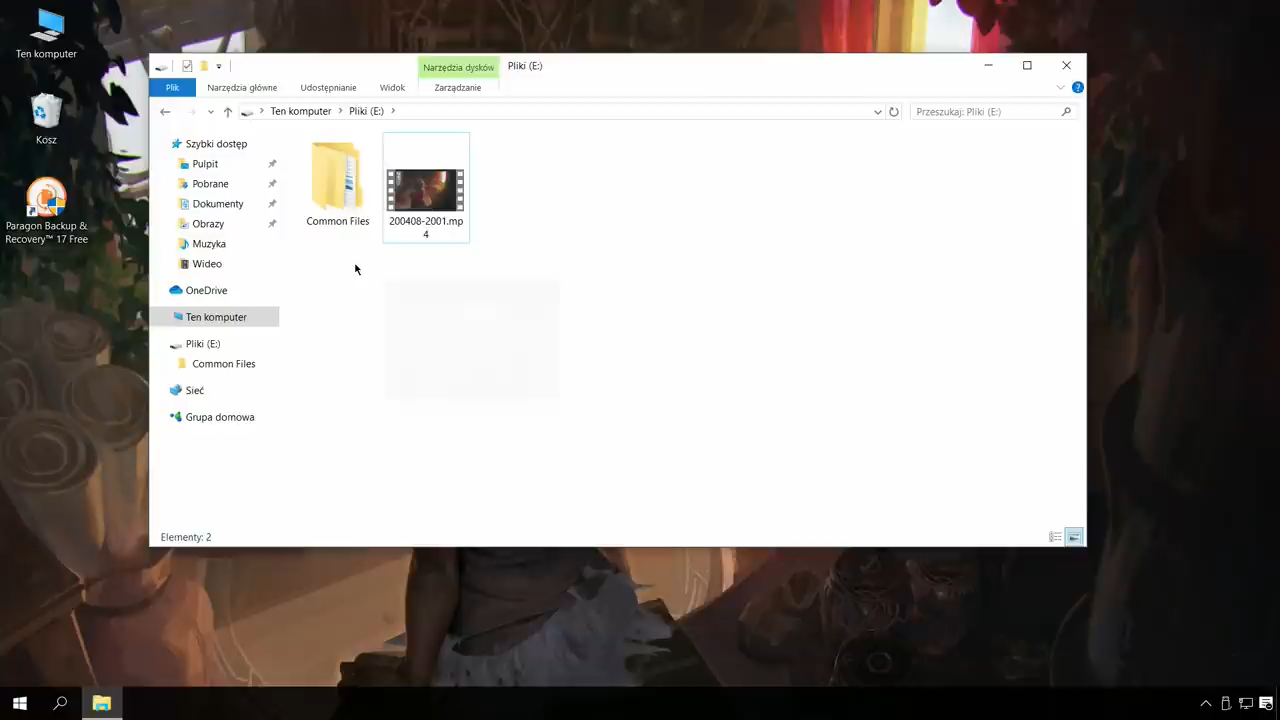 Ten komputer
Kosz
Paragon Backup &
Recovery™ 17 Free
Narzędzia dysków
Pliki (E:)
Plik
Narzędzia główne
Udostępnianie
Widok
Zarządzanie
Ten komputer
Pliki (E:)
Przeszukaj: Pliki (E:)
Szybki dostęp
Pulpit
Pobrane
Dokumenty
Obrazy
Muzyka
Wideo
OneDrive
Ten komputer
Pliki (E:)
Common Files
Sieć
Grupa domowa
Common Files
200408-2001.mp
4
Elementy: 2